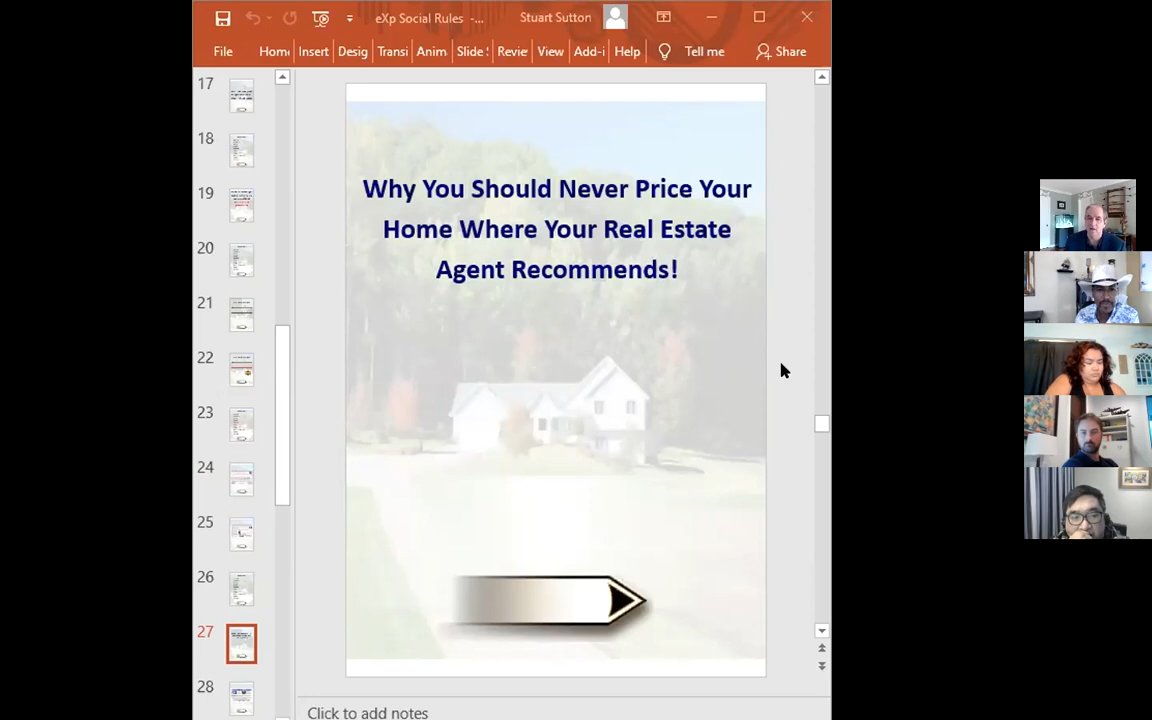 eXp Social Rules -...
Stuart Sutton
File
Home
Insert
Desig
Transi
Anim
Slide
Revie
View
Add-i
Help
Tell me
Share
17
18
19
20
21
22
23
24
25
26
27
28
Why You Should Never Price Your
Home Where Your Real Estate
Agent Recommends!
Click to add notes